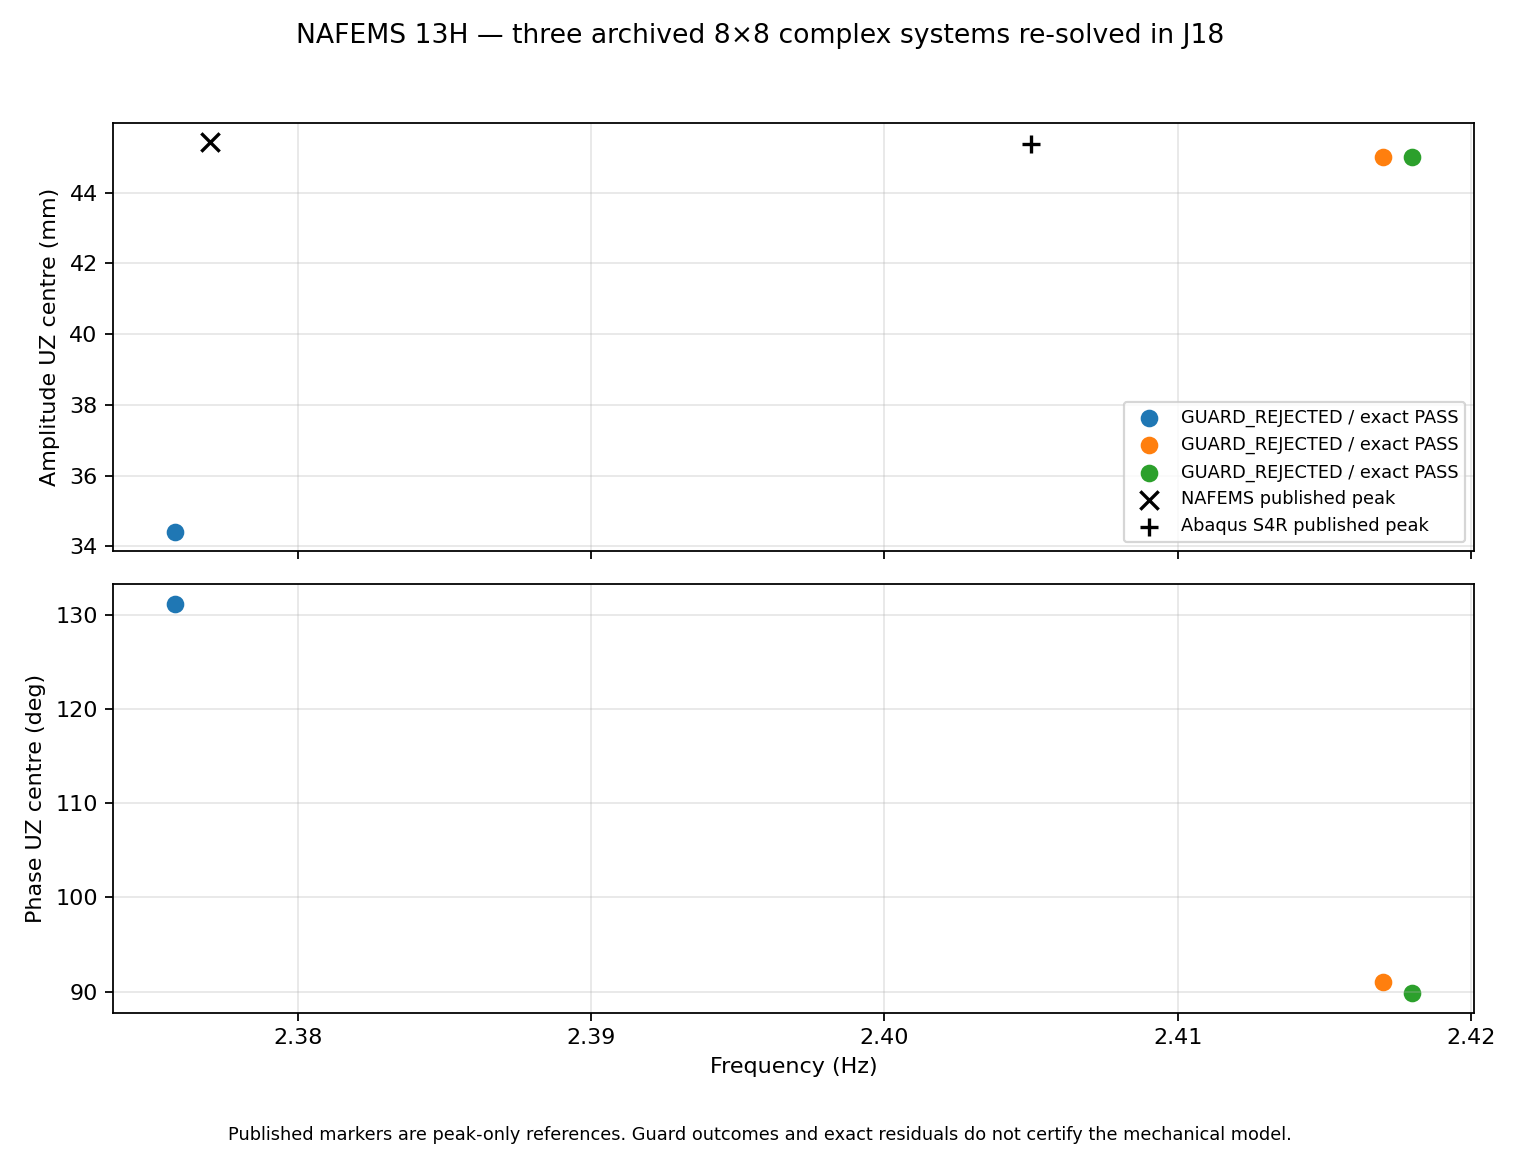 NAFEMS 13H — three archived 8×8 complex systems re-solved in J18
Amplitude UZ centre (mm)
44
42
40
38
36
34
GUARD_REJECTED / exact PASS
GUARD_REJECTED / exact PASS
GUARD_REJECTED / exact PASS
NAFEMS published peak
Abaqus S4R published peak
Phase UZ centre (deg)
130
120
110
100
90
2.38 2.39 2.40 2.41 2.42
Frequency (Hz)
Published markers are peak-only references. Guard outcomes and exact residuals do not certify the mechanical model.